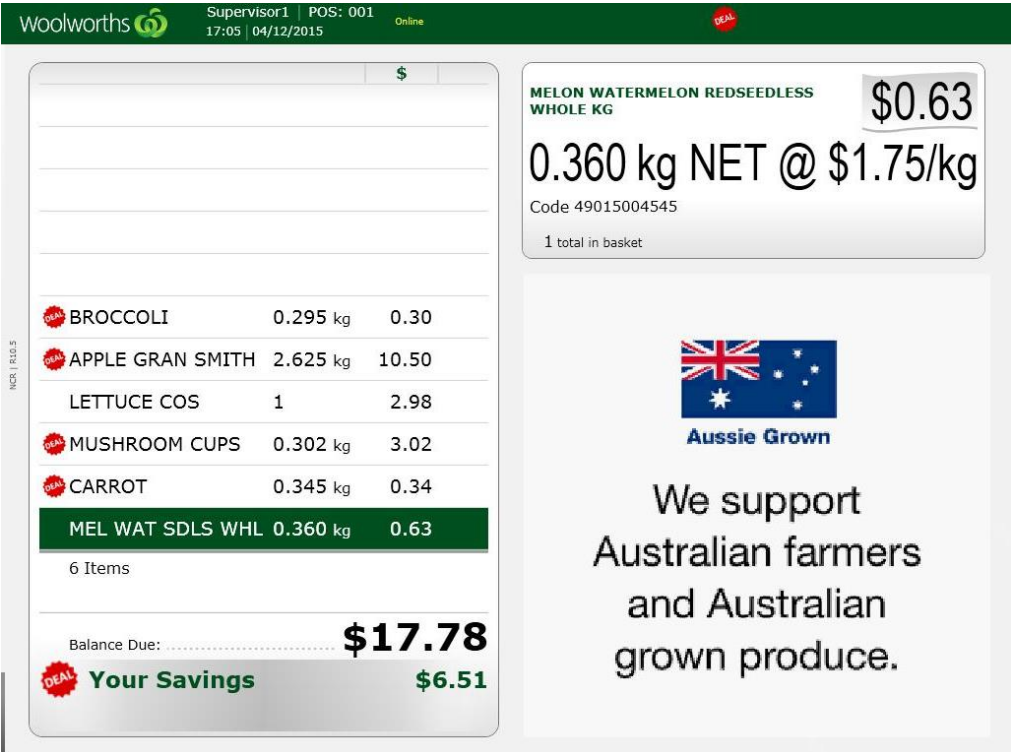 Woolworths
Supervisor1 | POS: 001
17:05 | 04/12/2015
Online
DEAL
$
DEAL BROCCOLI 0.295 kg 0.30
DEAL APPLE GRAN SMITH 2.625 kg 10.50
LETTUCE COS 1 2.98
DEAL MUSHROOM CUPS 0.302 kg 3.02
DEAL CARROT 0.345 kg 0.34
MEL WAT SDLS WHL 0.360 kg 0.63
6 Items
Balance Due: $17.78
DEAL Your Savings $6.51
NCR | R10.5
MELON WATERMELON REDSEEDLESS
WHOLE KG
$0.63
0.360 kg NET @ $1.75/kg
Code 49015004545
1 total in basket
Aussie Grown
We support
Australian farmers
and Australian
grown produce.